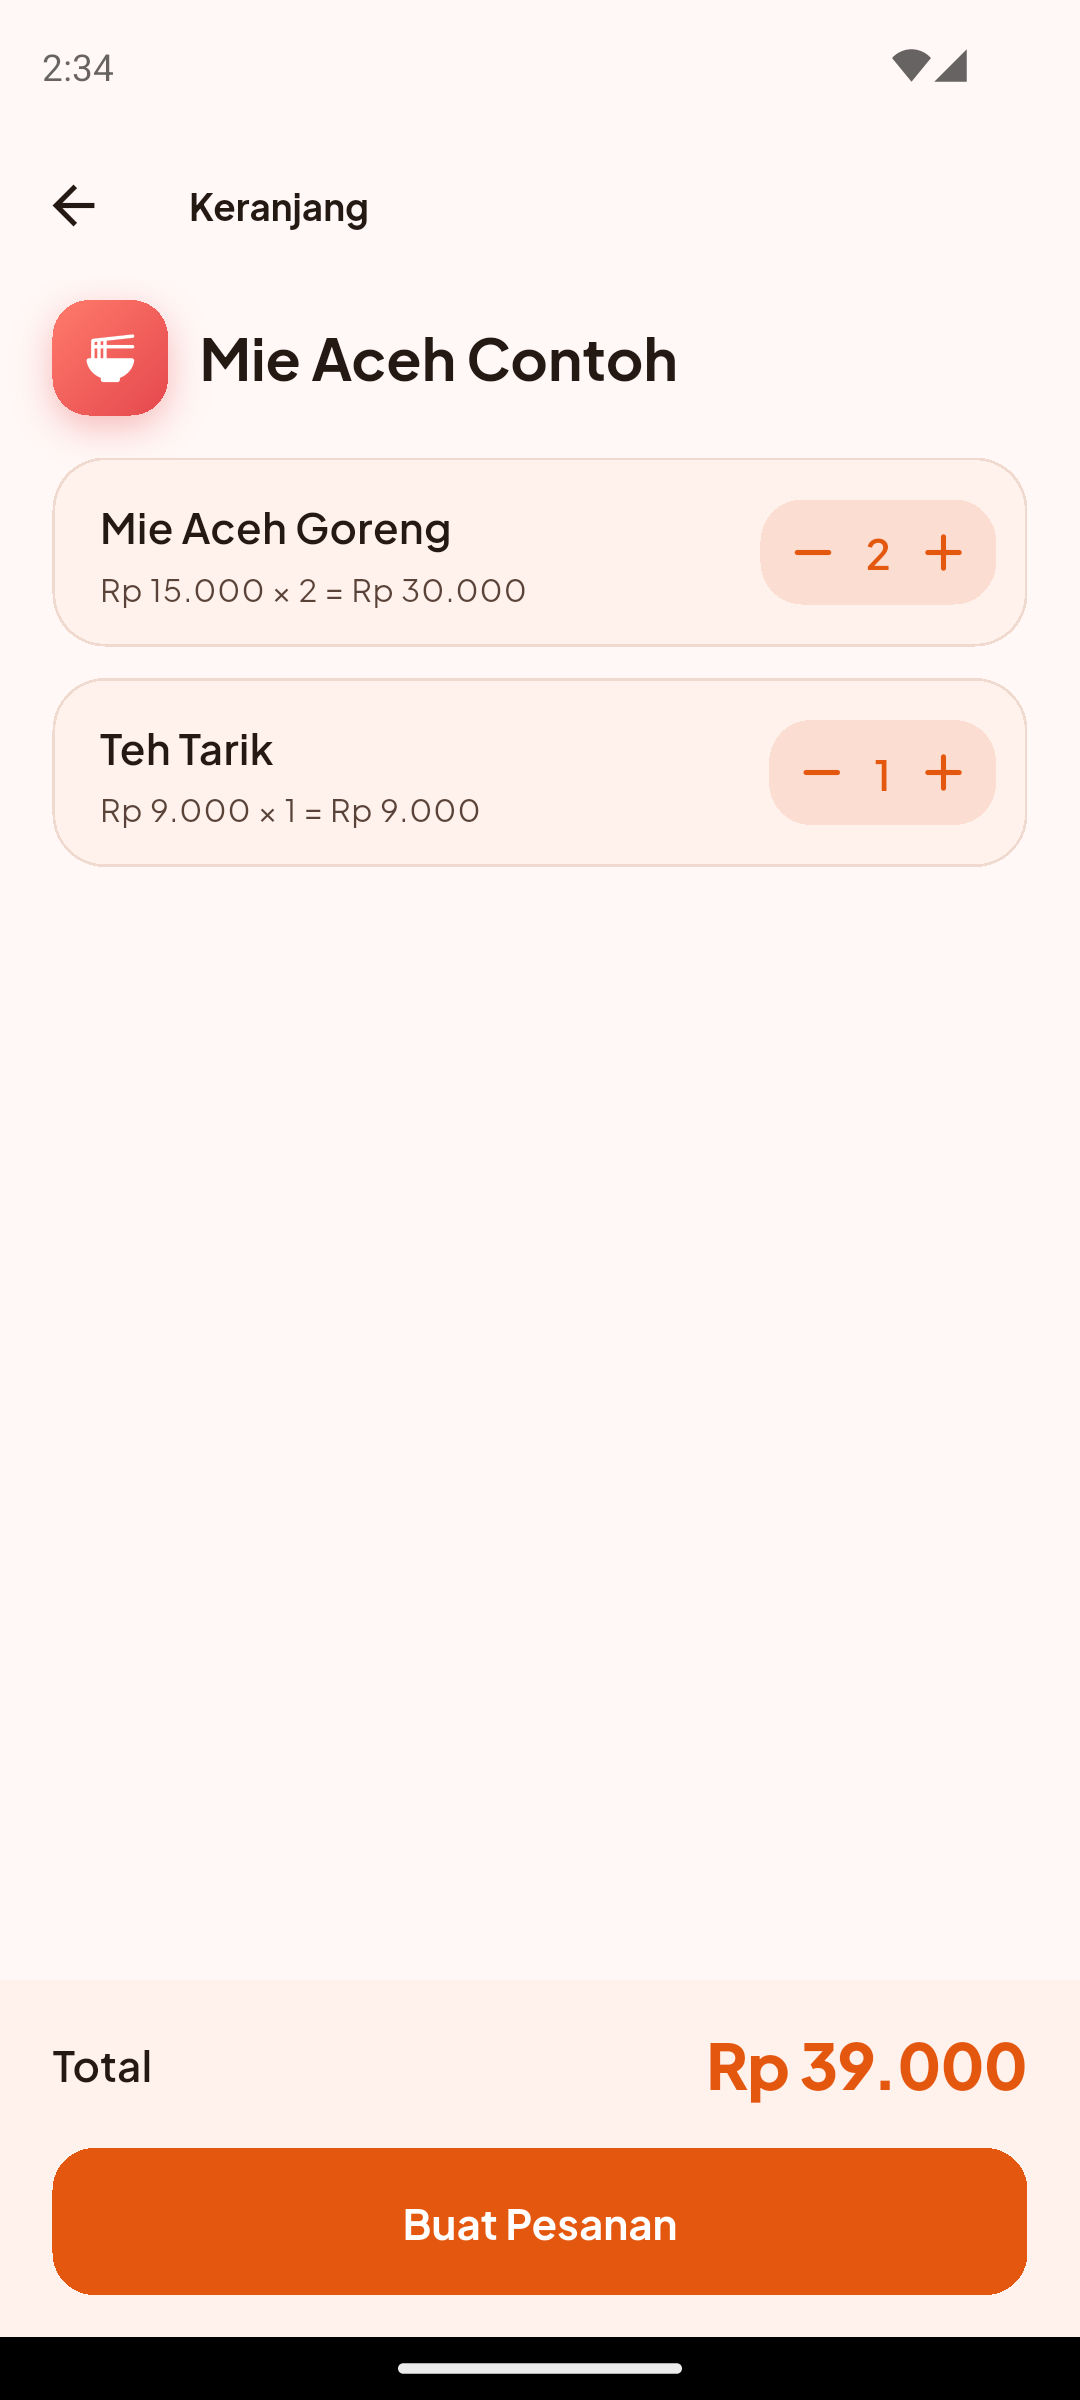 2:34
Keranjang
Mie Aceh Contoh
Mie Aceh Goreng
Rp 15.000 × 2 = Rp 30.000
2
Teh Tarik
Rp 9.000 × 1 = Rp 9.000
1
Total
Rp 39.000
Buat Pesanan